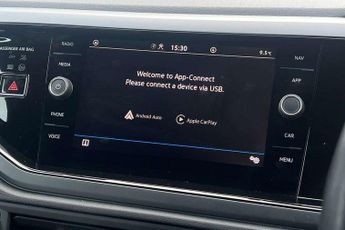 PASSENGER AIR BAG
RADIO
15:30
9.5°C
NAV
MEDIA
Welcome to App-Connect
Please connect a device via USB.
APP
PHONE
Android Auto
Apple CarPlay
CAR
VOICE
MENU